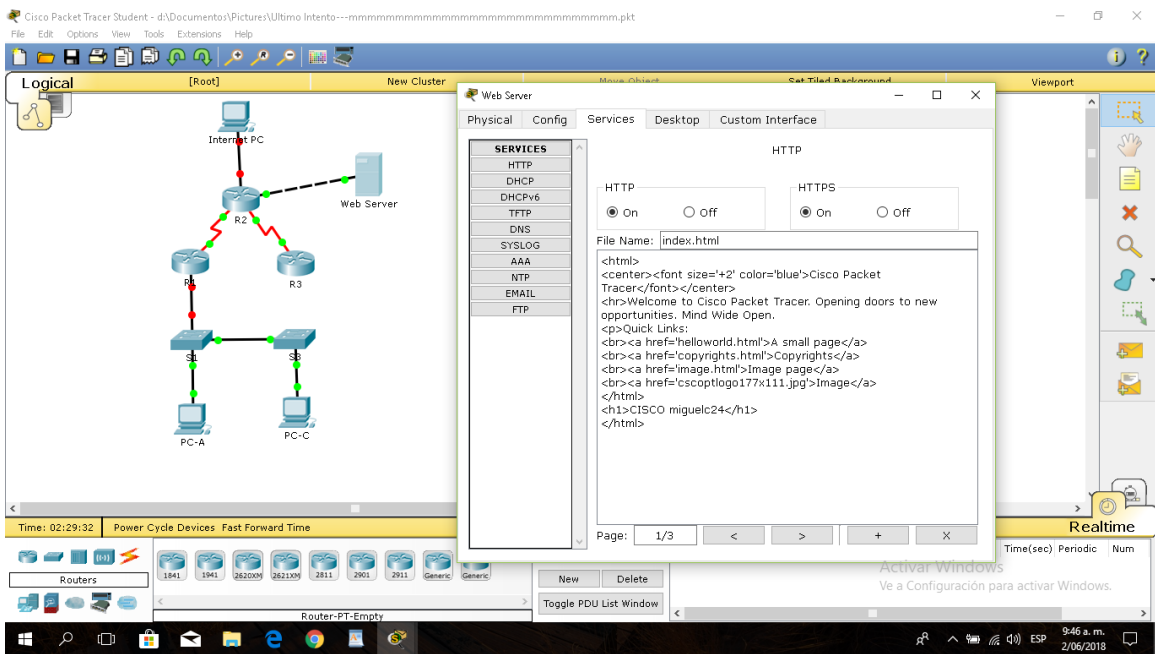 Cisco Packet Tracer Student - d:\Documentos\Pictures\Ultimo Intento---mmmmmmmmmmmmmmmmmmmmmmmmmmmmmmmmm.pkt
File Edit Options View Tools Extensions Help
Logical [Root] New Cluster Move Object Set Tiled Background Viewport
Internet PC
Web Server
R2
R1
R3
S1
S3
PC-A
PC-C
Web Server
Physical Config Services Desktop Custom Interface
SERVICES
HTTP
DHCP
DHCPv6
TFTP
DNS
SYSLOG
AAA
NTP
EMAIL
FTP
HTTP
HTTP
On Off
HTTPS
On Off
File Name: index.html
<html>
<center><font size='+2' color='blue'>Cisco Packet
Tracer</font></center>
<hr>Welcome to Cisco Packet Tracer. Opening doors to new
opportunities. Mind Wide Open.
<p>Quick Links:
<br><a href='helloworld.html'>A small page</a>
<br><a href='copyrights.html'>Copyrights</a>
<br><a href='image.html'>Image page</a>
<br><a href='cscoptlogo177x111.jpg'>Image</a>
</html>
<h1>CISCO miguelc24</h1>
</html>
Page: 1/3 < > + X
Time: 02:29:32 Power Cycle Devices Fast Forward Time
Realtime
Routers
1841 1941 2620XM 2621XM 2811 2901 2911 Generic Generic
Router-PT-Empty
New Delete
Toggle PDU List Window
Time(sec) Periodic Num
Activar Windows
Ve a Configuración para activar Windows.
ESP
9:46 a. m.
2/06/2018